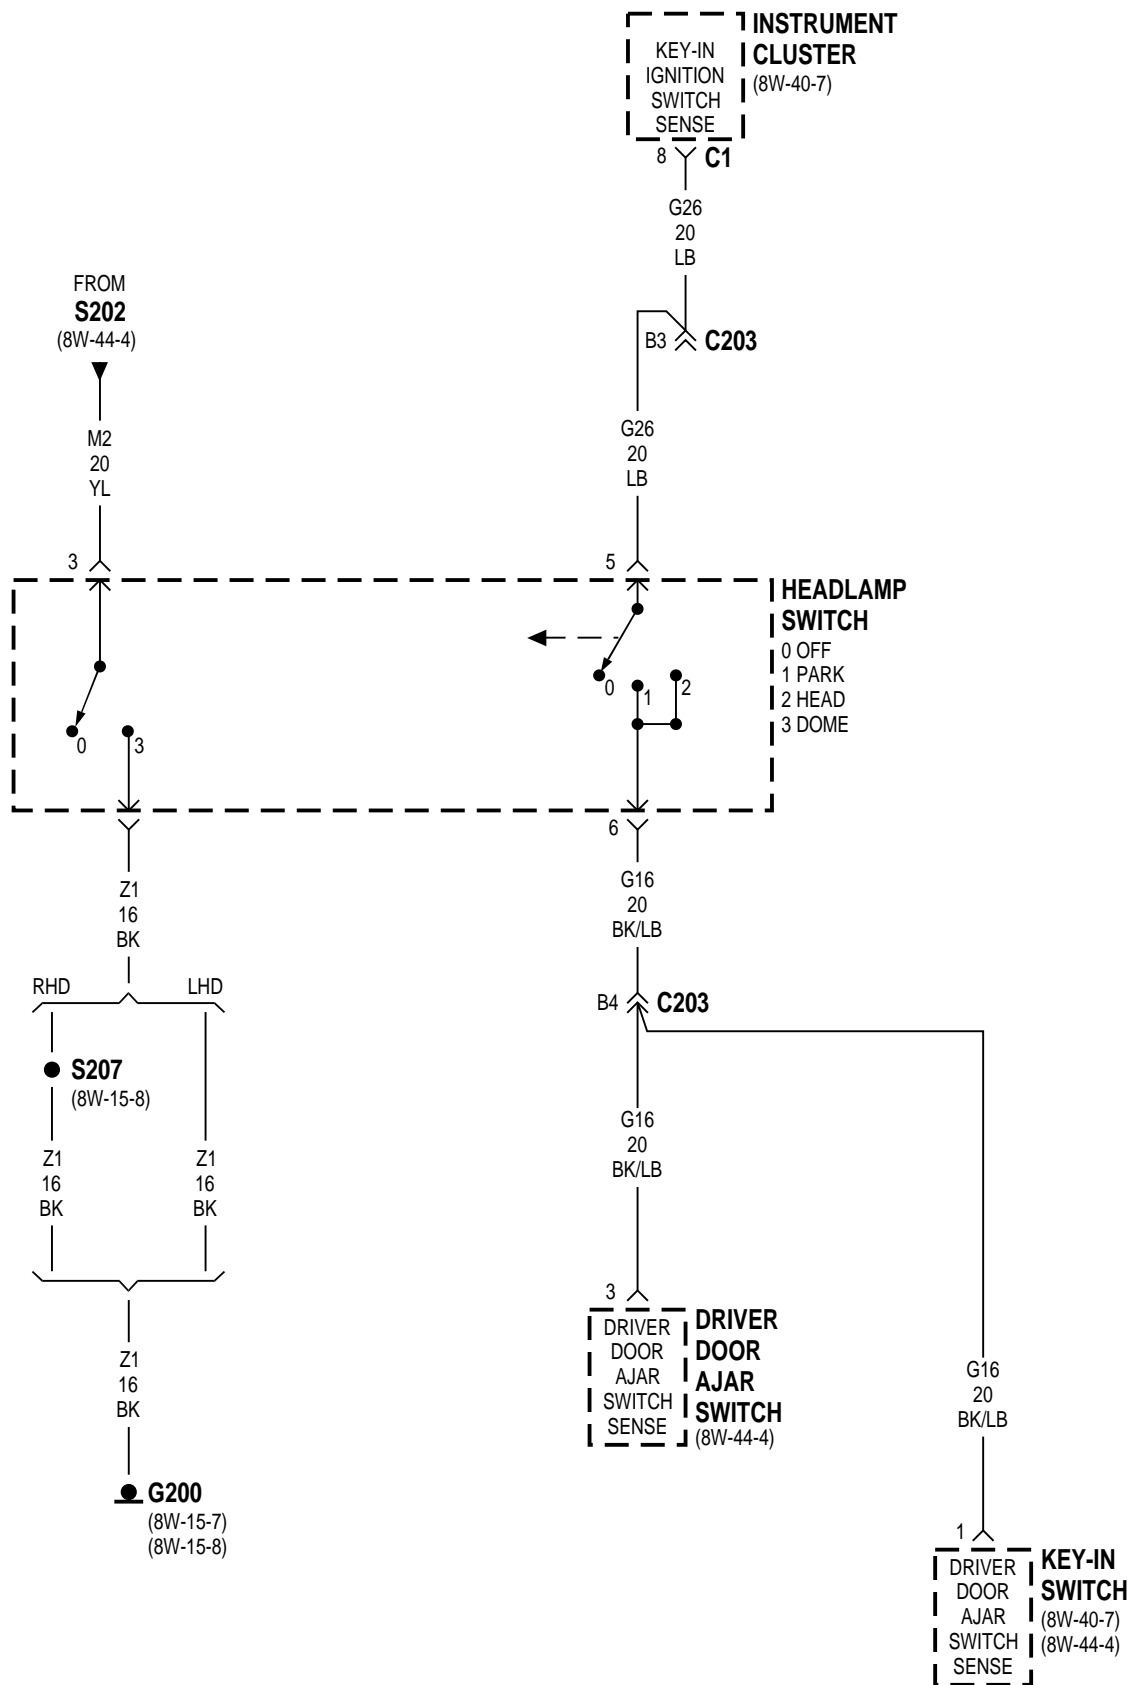 INSTRUMENT
CLUSTER
(8W-40-7)
KEY-IN
IGNITION
SWITCH
SENSE
8
C1
G26
20
LB
FROM
S202
(8W-44-4)
B3
C203
M2
20
YL
G26
20
LB
3
5
HEADLAMP
SWITCH
0 OFF
1 PARK
2 HEAD
3 DOME
0
1
2
0
3
6
Z1
16
BK
G16
20
BK/LB
RHD
LHD
B4
C203
S207
(8W-15-8)
Z1
16
BK
Z1
16
BK
G16
20
BK/LB
3
DRIVER
DOOR
AJAR
SWITCH
SENSE
DRIVER
DOOR
AJAR
SWITCH
(8W-44-4)
Z1
16
BK
G16
20
BK/LB
G200
(8W-15-7)
(8W-15-8)
1
DRIVER
DOOR
AJAR
SWITCH
SENSE
KEY-IN
SWITCH
(8W-40-7)
(8W-44-4)